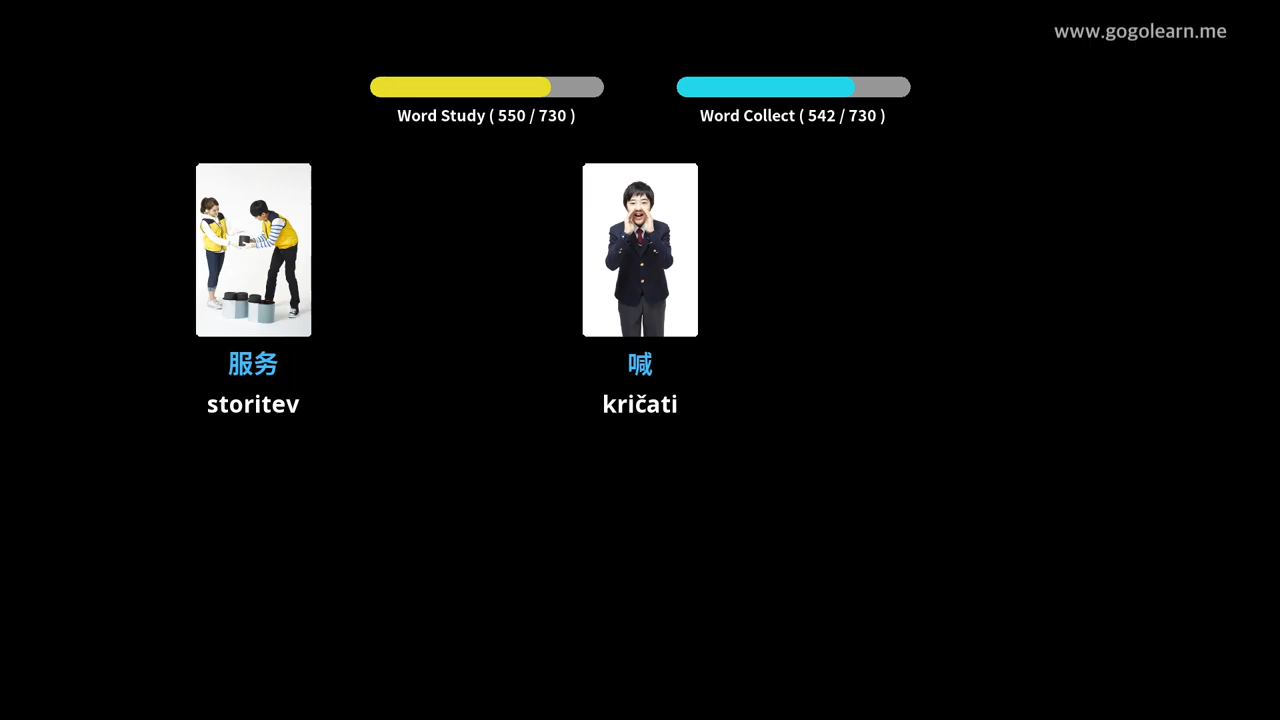 www.gogolearn.me
Word Study ( 550 / 730 )
Word Collect ( 542 / 730 )
服务
喊
storitev
kričati